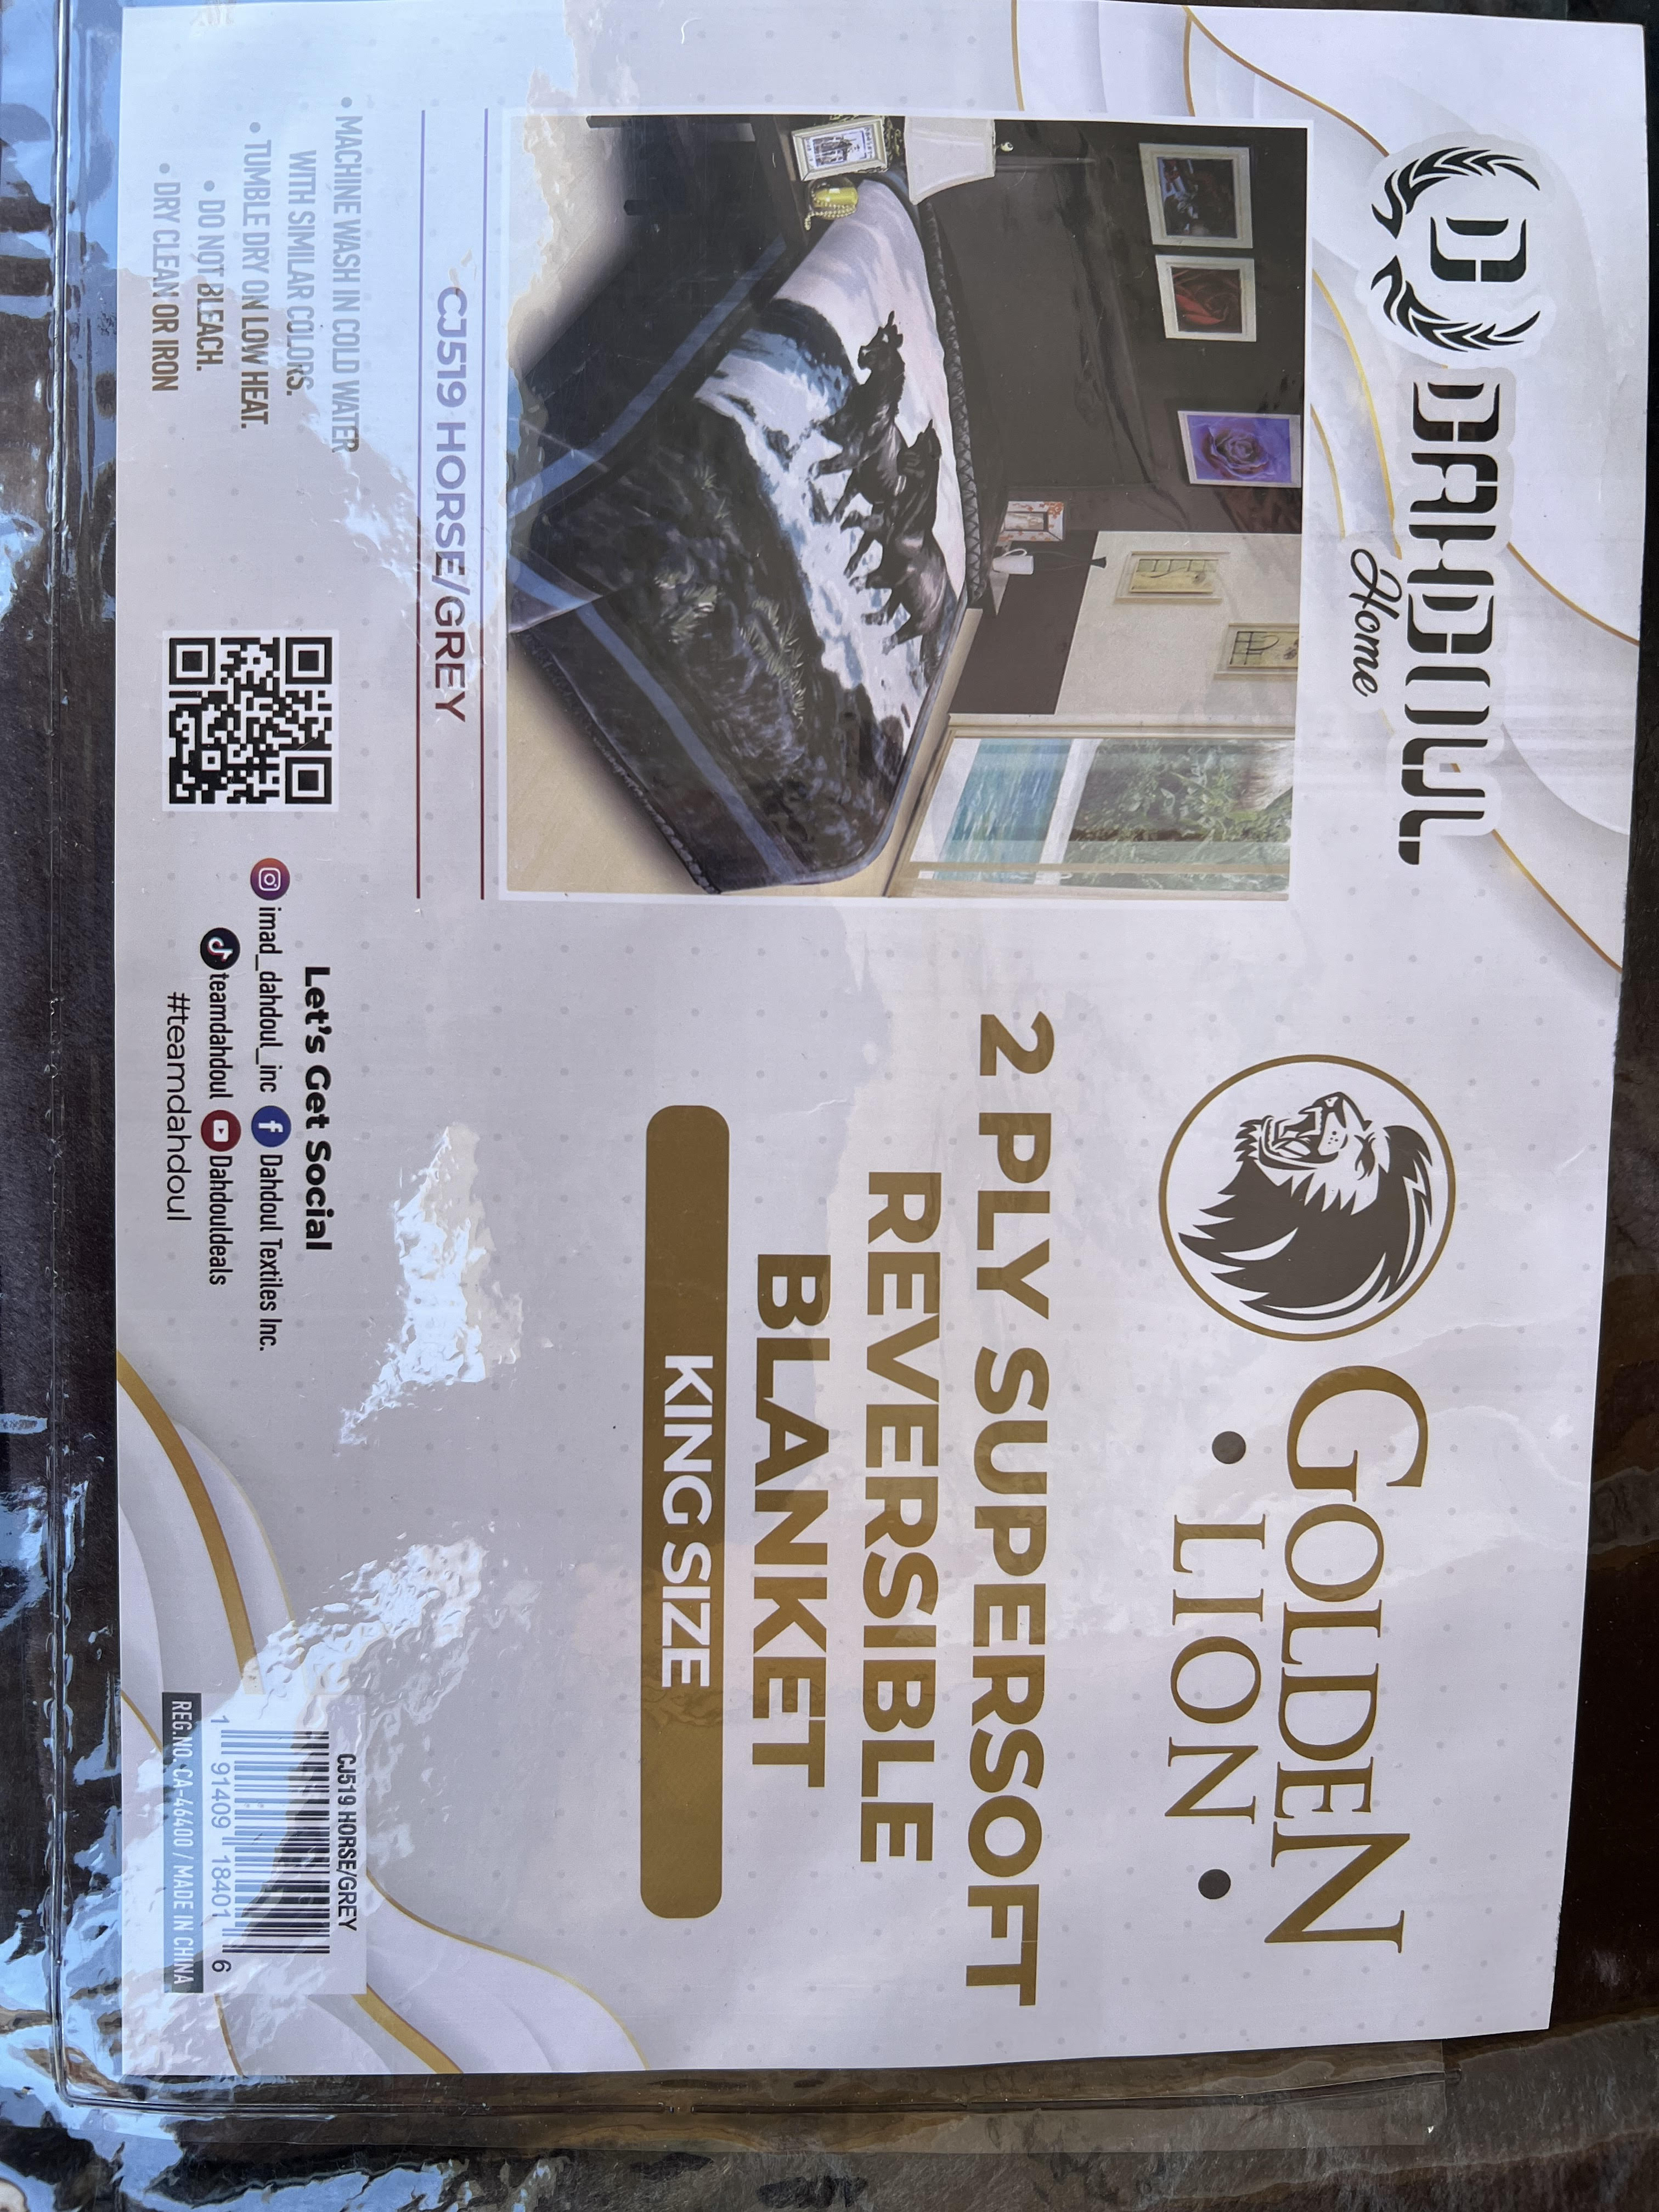 D DAHDOUL
Home
GOLDEN
• LION •
2 PLY SUPERSOFT
REVERSIBLE
BLANKET
KING SIZE
CJ519 HORSE/GREY
• MACHINE WASH IN COLD WATER
WITH SIMILAR COLORS.
• TUMBLE DRY ON LOW HEAT.
• DO NOT BLEACH.
• DRY CLEAN OR IRON
Let's Get Social
imad_dahdoul_inc Dahdoul Textiles Inc.
teamdahdoul Dahdouldeals
#teamdahdoul
CJ519 HORSE/GREY
1 91409 18401 6
REG.NO. CA-46400 / MADE IN CHINA